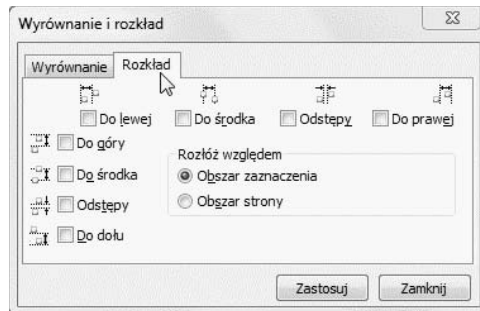 Wyrównanie i rozkład
Wyrównanie Rozkład
Do lewej Do środka Odstępy Do prawej
Do góry
Rozłóż względem
Do środka
Obszar zaznaczenia
Odstępy
Obszar strony
Do dołu
Zastosuj Zamknij